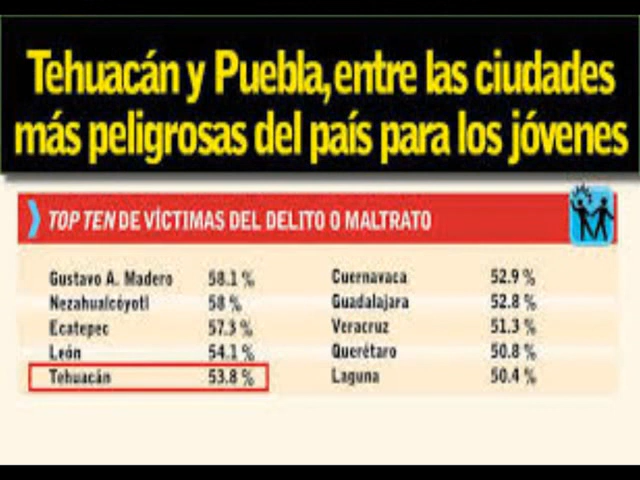 Tehuacán y Puebla, entre las ciudades
más peligrosas del país para los jóvenes
TOP TEN DE VÍCTIMAS DEL DELITO O MALTRATO
Gustavo A. Madero 58.1 %
Nezahualcóyotl 58 %
Ecatepec 57.3 %
León 54.1 %
Tehuacán 53.8 %
Cuernavaca 52.9 %
Guadalajara 52.8 %
Veracruz 51.3 %
Querétaro 50.8 %
Laguna 50.4 %